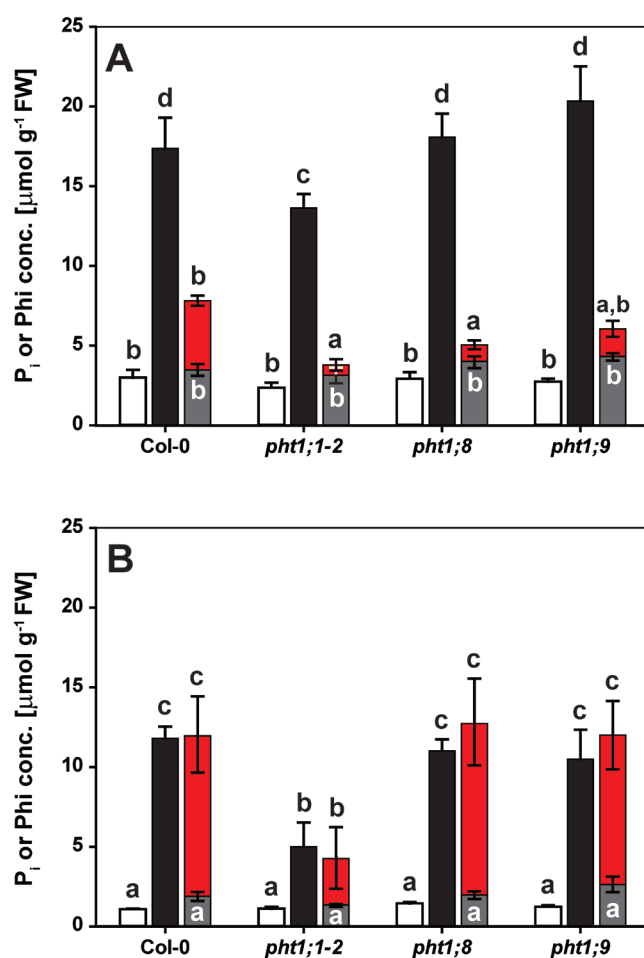 A
Pi or Phi conc. [µmol g-1 FW]
25
20
15
10
5
0
b d b b
b c a b
b d a b
b d a,b b
Col-0 pht1;1-2 pht1;8 pht1;9
B
Pi or Phi conc. [µmol g-1 FW]
25
20
15
10
5
0
a c c a
a b b a
a c c a
a c c a
Col-0 pht1;1-2 pht1;8 pht1;9